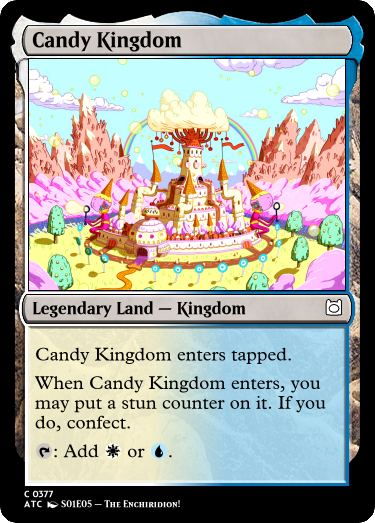 Candy Kingdom
Legendary Land — Kingdom
Candy Kingdom enters tapped.
When Candy Kingdom enters, you
may put a stun counter on it. If you
do, confect.
: Add or .
C 0377
ATC S01E05 — The Enchiridion!